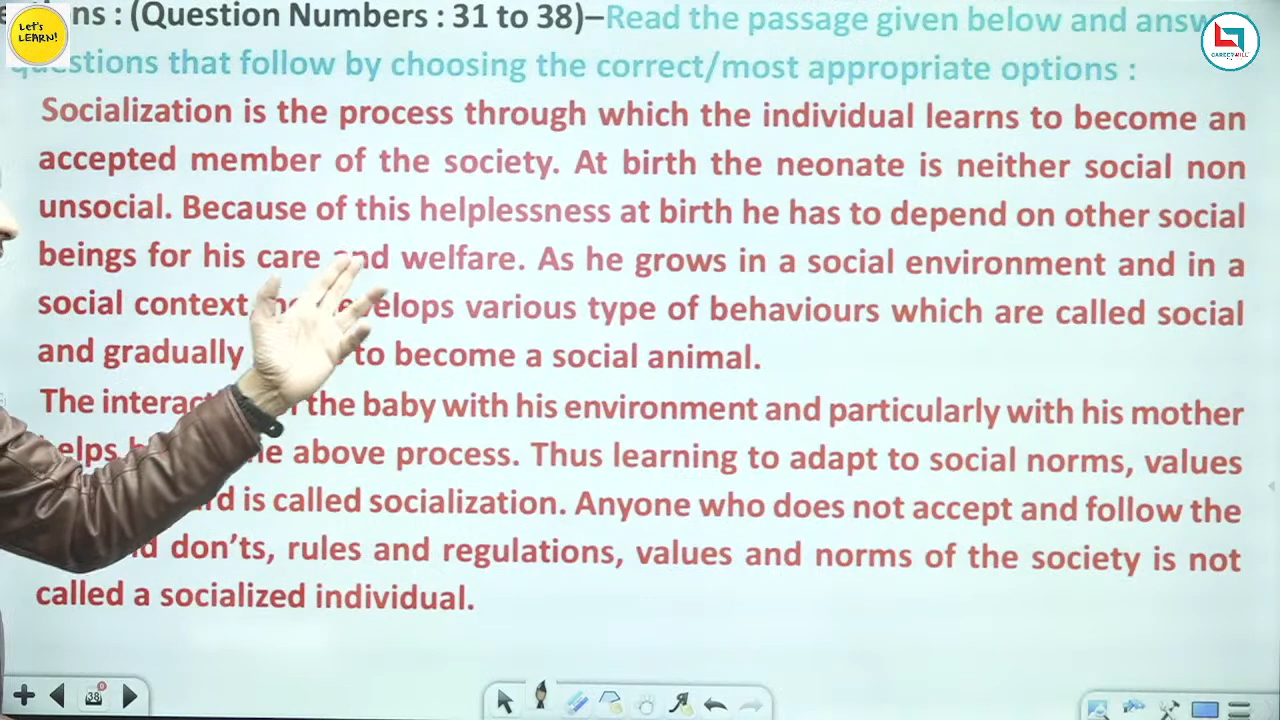 : (Question Numbers : 31 to 38)–Read the passage given below and
questions that follow by choosing the correct/most appropriate options :
Socialization is the process through which the individual learns to become an
accepted member of the society. At birth the neonate is neither social non
unsocial. Because of this helplessness at birth he has to depend on other social
beings for his care and welfare. As he grows in a social environment and in a
social context develops various type of behaviours which are called social
and gradually to become a social animal.
The the baby with his environment and particularly with his mother
above process. Thus learning to adapt to social norms, values
is called socialization. Anyone who does not accept and follow the
don'ts, rules and regulations, values and norms of the society is not
called a socialized individual.
Let's
LEARN!
CAREERWILL
38